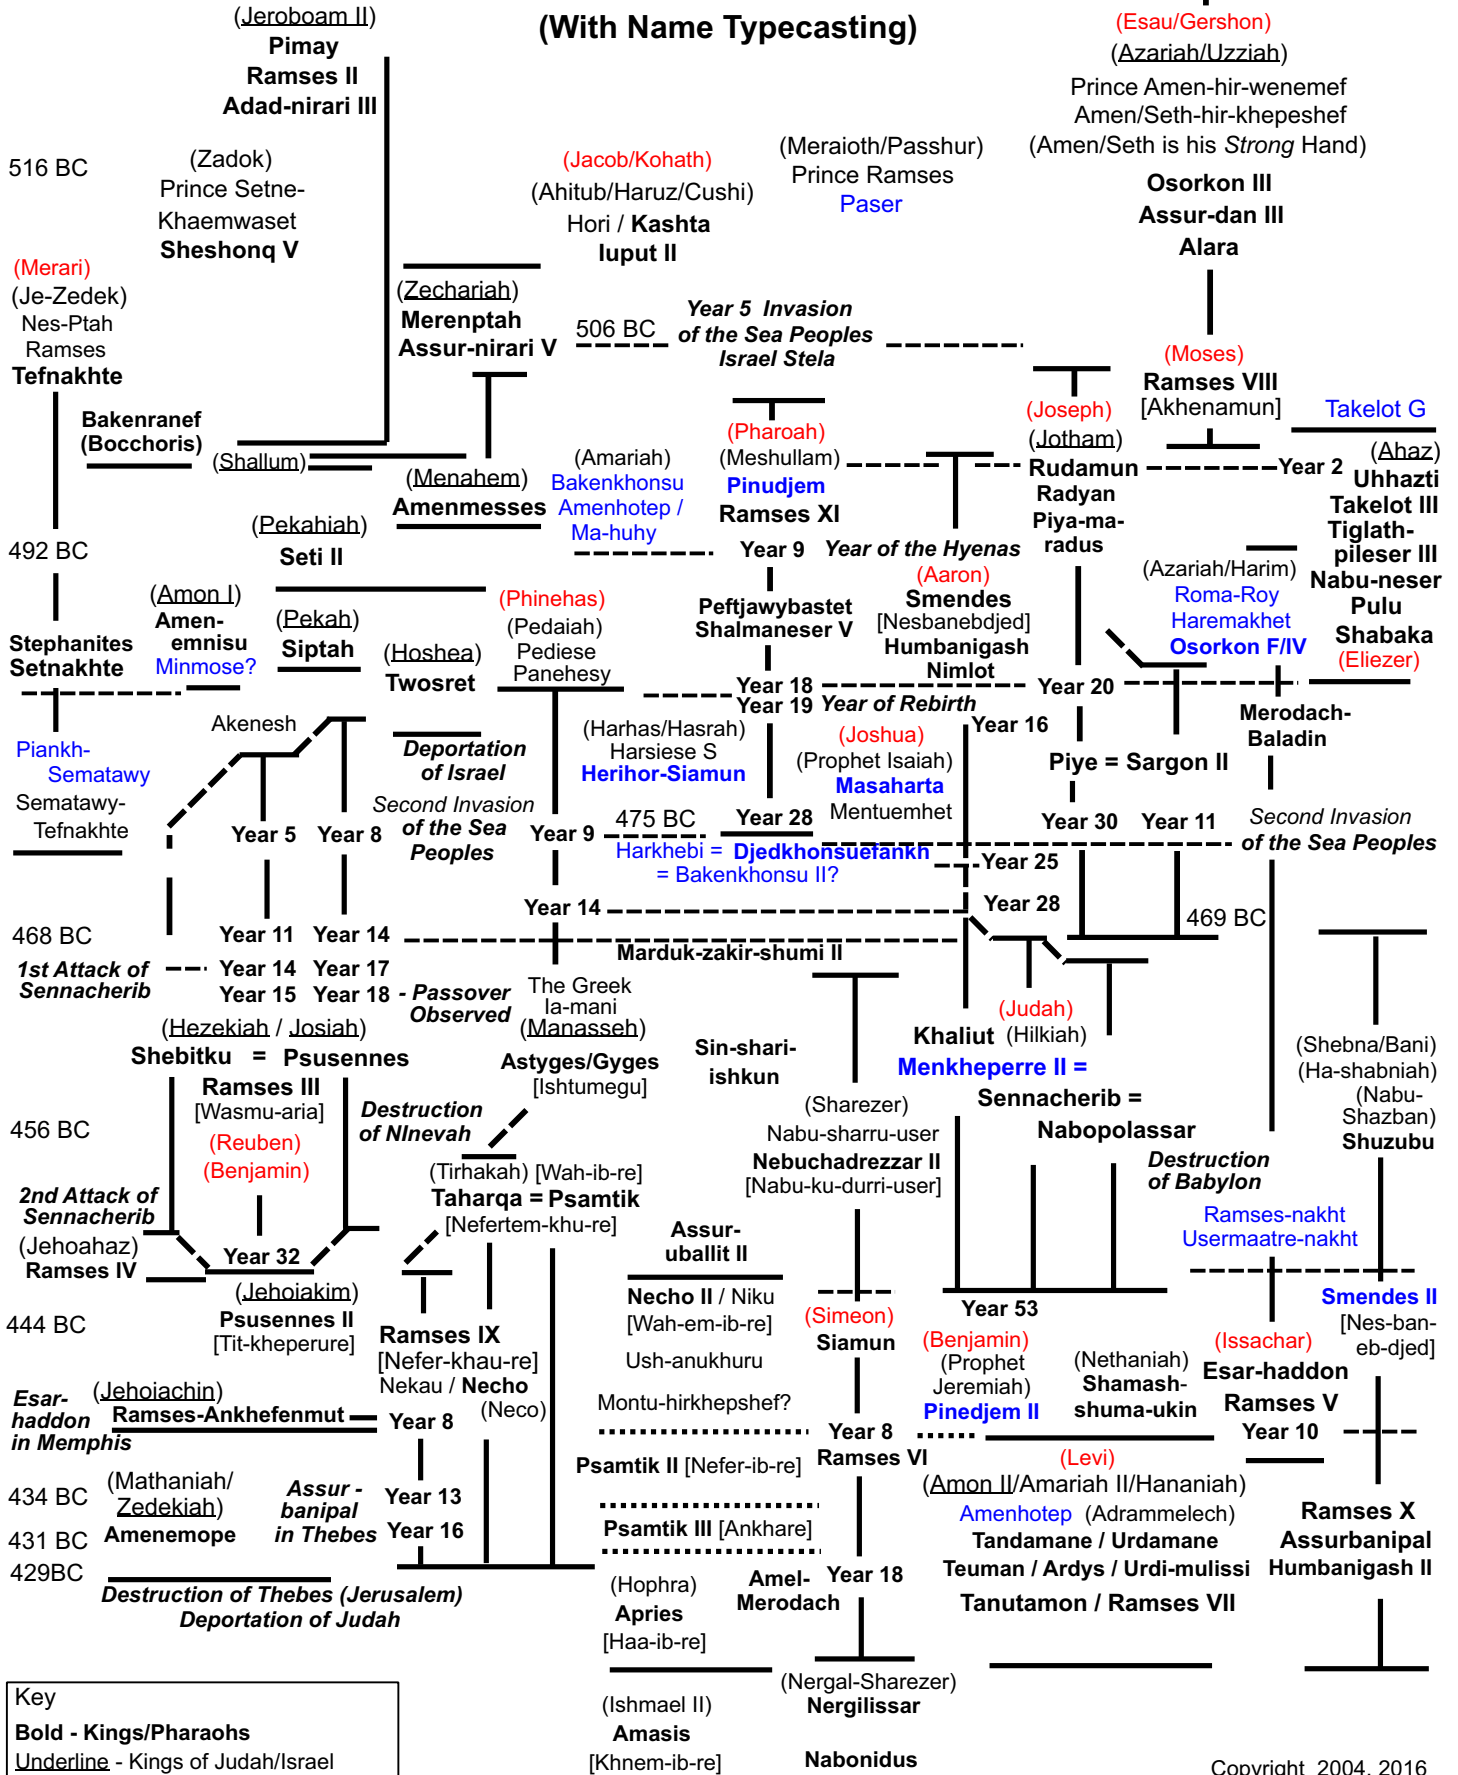 (With Name Typecasting)
(Jeroboam II)
Pimay
Ramses II
Adad-nirari III
(Esau/Gershon)
(Azariah/Uzziah)
Prince Amen-hir-wenemef
Amen/Seth-hir-khepeshef
(Amen/Seth is his Strong Hand)
Osorkon III
Assur-dan III
Alara
516 BC
(Zadok)
Prince Setne-
Khaemwaset
Sheshonq V
(Jacob/Kohath)
(Ahitub/Haruz/Cushi)
Hori / Kashta
Iuput II
(Meraioth/Passhur)
Prince Ramses
Paser
(Merari)
(Je-Zedek)
Nes-Ptah
Ramses
Tefnakhte
(Zechariah)
Merenptah
Assur-nirari V
506 BC
Year 5 Invasion
of the Sea Peoples
Israel Stela
(Moses)
Ramses VIII
[Akhenamun]
Takelot G
Bakenranef
(Bocchoris)
(Shallum)
(Menahem)
Amenmesses
(Amariah)
Bakenkhonsu
Amenhotep /
Ma-huhy
(Pharoah)
(Meshullam)
Pinudjem
Ramses XI
(Joseph)
(Jotham)
Rudamun
Radyan
Piya-ma-
radus
Year 2
(Ahaz)
Uhhazti
Takelot III
Tiglath-
pileser III
Nabu-neser
Pulu
Shabaka
(Eliezer)
(Pekahiah)
Seti II
492 BC
Year 9
Year of the Hyenas
(Aaron)
Smendes
[Nesbanebdjed]
Humbanigash
Nimlot
(Azariah/Harim)
Roma-Roy
Haremakhet
Osorkon F/IV
(Amon I)
Amen-
emnisu
Minmose?
(Pekah)
Siptah
(Phinehas)
(Pedaiah)
Pediese
Panehesy
Peftjawybastet
Shalmaneser V
Stephanites
Setnakhte
(Hoshea)
Twosret
Year 18
Year 19
Year of Rebirth
Year 20
Year 16
Merodach-
Baladin
Akenesh
Piankh-
Sematawy
Sematawy-
Tefnakhte
Deportation
of Israel
(Harhas/Hasrah)
Harsiese S
Herihor-Siamun
(Joshua)
(Prophet Isaiah)
Masaharta
Mentuemhet
Piye = Sargon II
Second Invasion
of the Sea
Peoples
Year 5
Year 8
Year 9
475 BC
Year 28
Year 30
Year 11
Second Invasion
of the Sea Peoples
Harkhebi = Djedkhonsuefankh
= Bakenkhonsu II?
Year 25
Year 14
Year 28
469 BC
468 BC
Year 11
Year 14
Marduk-zakir-shumi II
1st Attack of
Sennacherib
Year 14
Year 17
Year 15
Year 18
- Passover
Observed
The Greek
Ia-mani
(Manasseh)
Astyges/Gyges
[Ishtumegu]
(Hezekiah / Josiah)
Shebitku = Psusennes
Ramses III
[Wasmu-aria]
(Reuben)
(Benjamin)
Sin-shari-
ishkun
Khaliut
(Judah)
(Hilkiah)
Menkheperre II =
Sennacherib =
Nabopolassar
(Shebna/Bani)
(Ha-shabniah)
(Nabu-
Shazban)
Shuzubu
456 BC
Destruction
of NInevah
(Sharezer)
Nabu-sharru-user
Nebuchadrezzar II
[Nabu-ku-durri-user]
Destruction
of Babylon
(Tirhakah) [Wah-ib-re]
Taharqa = Psamtik
[Nefertem-khu-re]
2nd Attack of
Sennacherib
(Jehoahaz)
Ramses IV
Year 32
Assur-
uballit II
Ramses-nakht
Usermaatre-nakht
(Jehoiakim)
Psusennes II
[Tit-kheperure]
444 BC
Ramses IX
[Nefer-khau-re]
Nekau / Necho
(Neco)
Necho II / Niku
[Wah-em-ib-re]
Ush-anukhuru
Montu-hirkhepshef?
(Simeon)
Siamun
Year 53
(Benjamin)
(Prophet
Jeremiah)
Pinedjem II
(Nethaniah)
Shamash-
shuma-ukin
(Issachar)
Esar-haddon
Ramses V
Year 10
Smendes II
[Nes-ban-
eb-djed]
Esar-
haddon
in Memphis
(Jehoiachin)
Ramses-Ankhefenmut
Year 8
Year 8
Ramses VI
Psamtik II [Nefer-ib-re]
(Levi)
(Amon II/Amariah II/Hananiah)
Amenhotep (Adrammelech)
Tandamane / Urdamane
Teuman / Ardys / Urdi-mulissi
Tanutamon / Ramses VII
434 BC
(Mathaniah/
Zedekiah)
Amenemope
Assur -
banipal
in Thebes
Year 13
Year 16
Psamtik III [Ankhare]
Ramses X
Assurbanipal
Humbanigash II
431 BC
429BC
Destruction of Thebes (Jerusalem)
Deportation of Judah
(Hophra)
Apries
[Haa-ib-re]
Amel-
Merodach
Year 18
(Nergal-Sharezer)
Nergilissar
(Ishmael II)
Amasis
[Khnem-ib-re]
Nabonidus
Key
Bold - Kings/Pharaohs
Underline - Kings of Judah/Israel
Copyright 2004, 2016